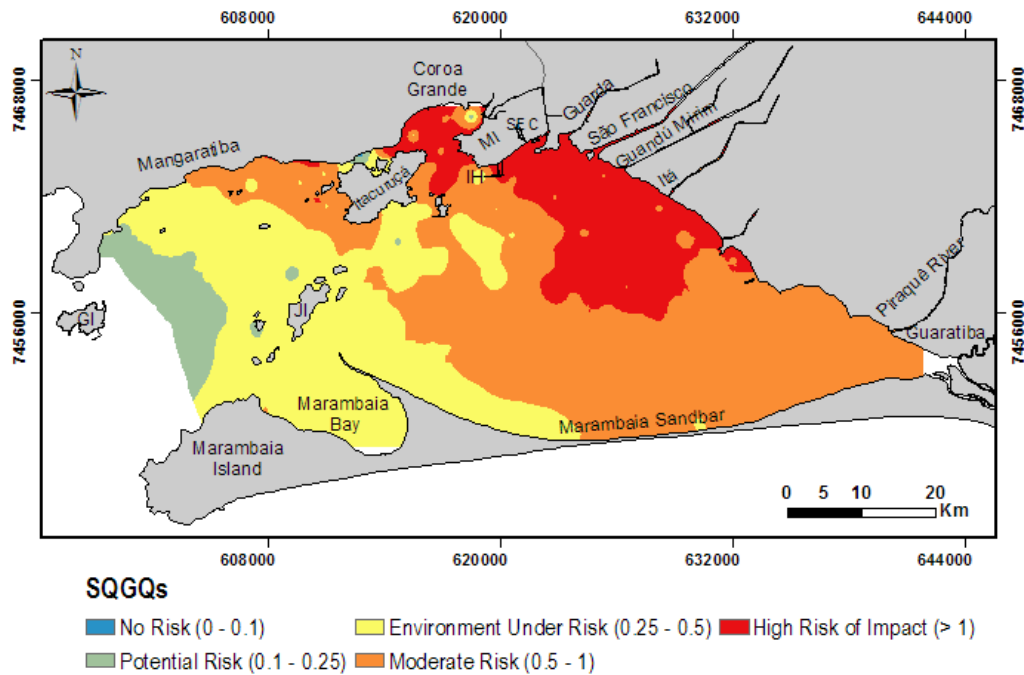 608000 620000 632000 644000
7468000
7456000
7468000
7456000
N
Coroa
Grande
Guarda
São Francisco
SFC
MI
Guandú Mirim
Mangaratiba
IH
Itá
Itacuruçá
Piraquê River
GI
JI
Guaratiba
Marambaia
Bay
Marambaia Sandbar
Marambaia
Island
0 5 10 20
Km
608000 620000 632000 644000
SQGQs
No Risk (0 - 0.1) Environment Under Risk (0.25 - 0.5) High Risk of Impact (> 1)
Potential Risk (0.1 - 0.25) Moderate Risk (0.5 - 1)